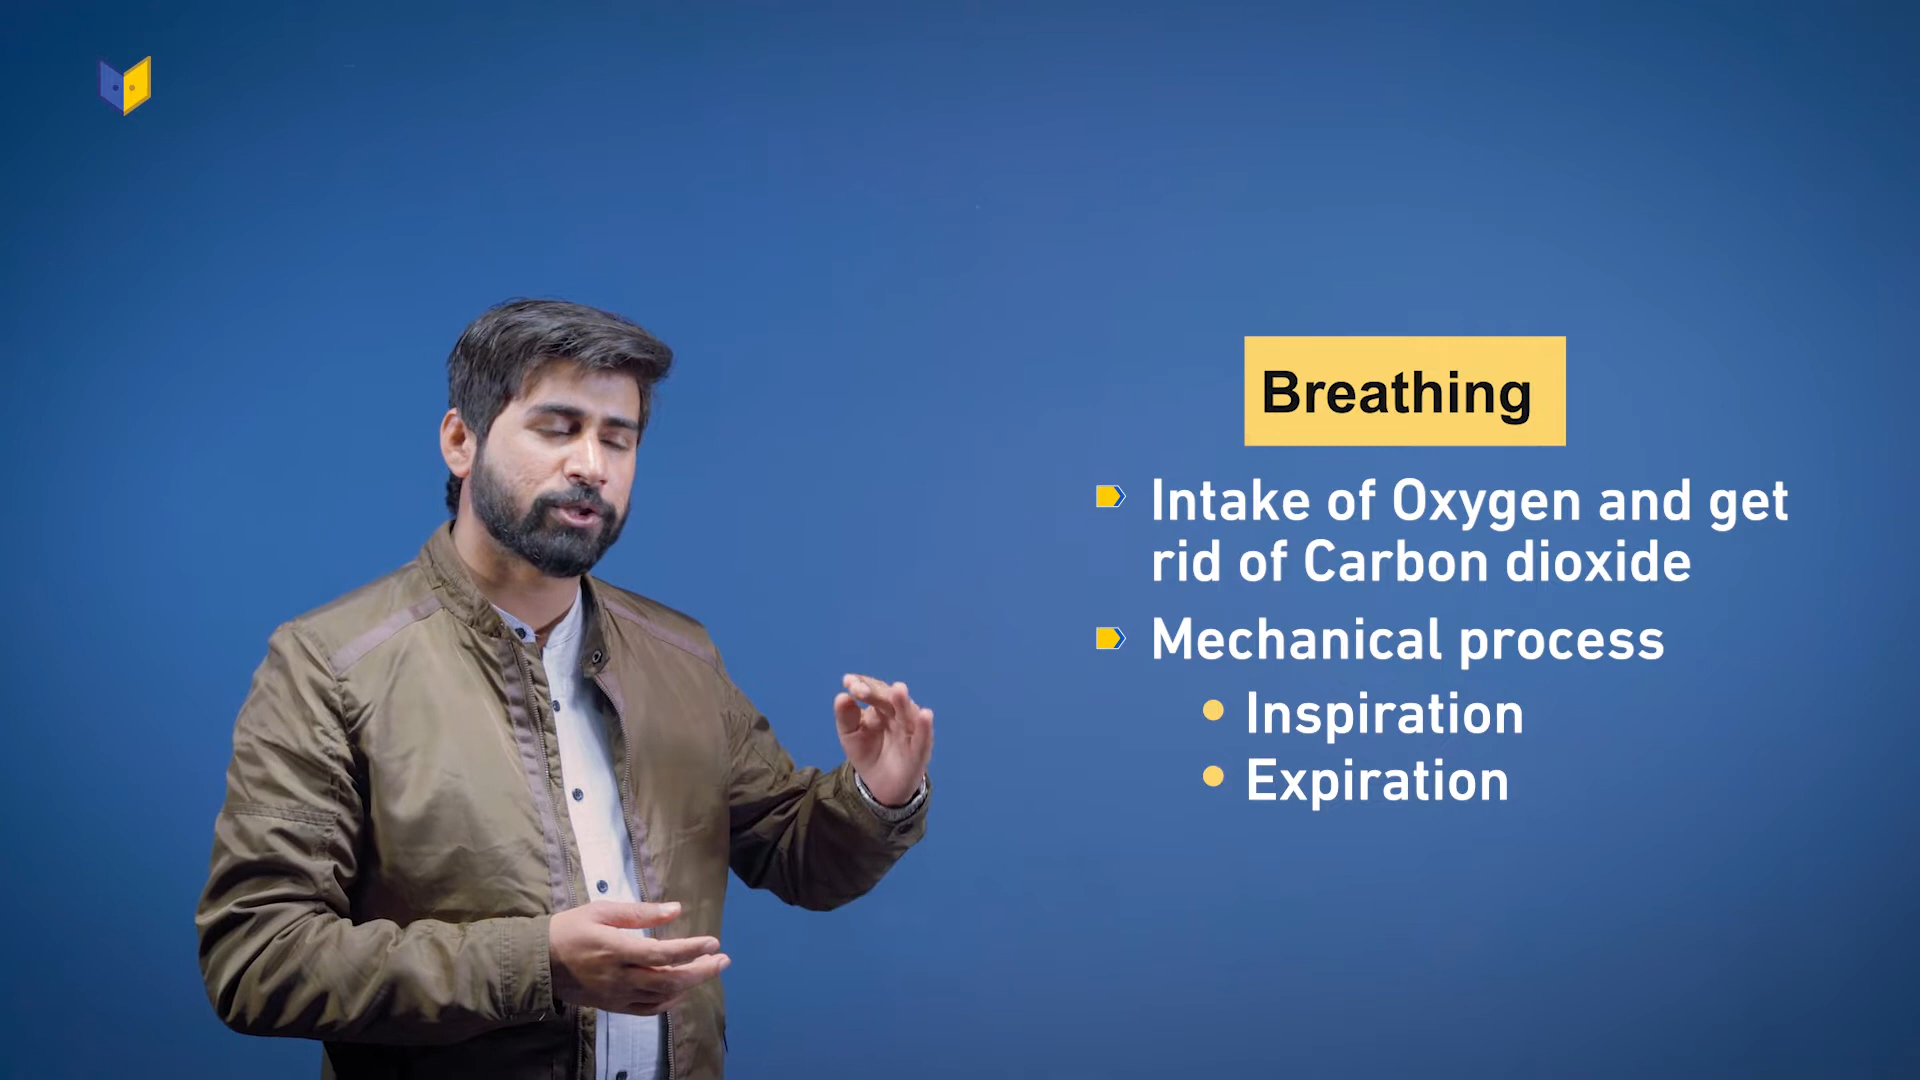 Breathing
Intake of Oxygen and get
rid of Carbon dioxide
Mechanical process
Inspiration
Expiration